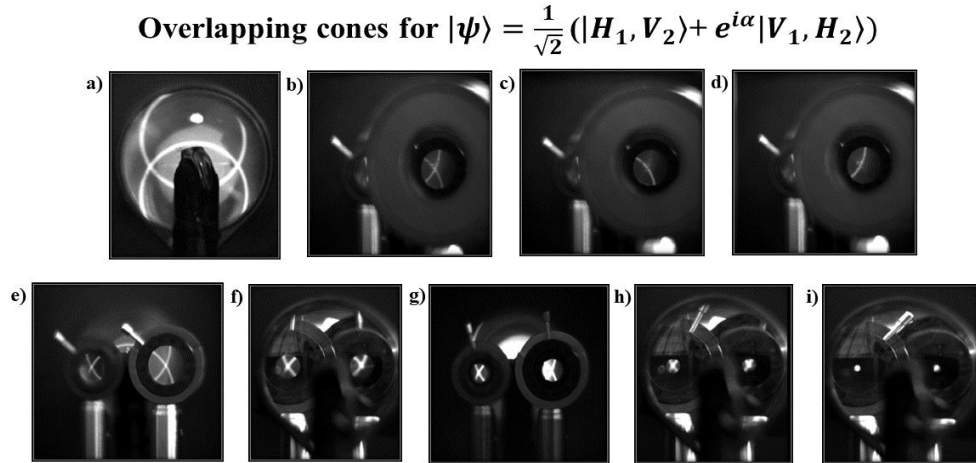 Overlapping cones for |ψ⟩ = 1/√2 (|H₁, V₂⟩ + e^{iα}|V₁, H₂⟩)
a) b) c) d)
e) f) g) h) i)